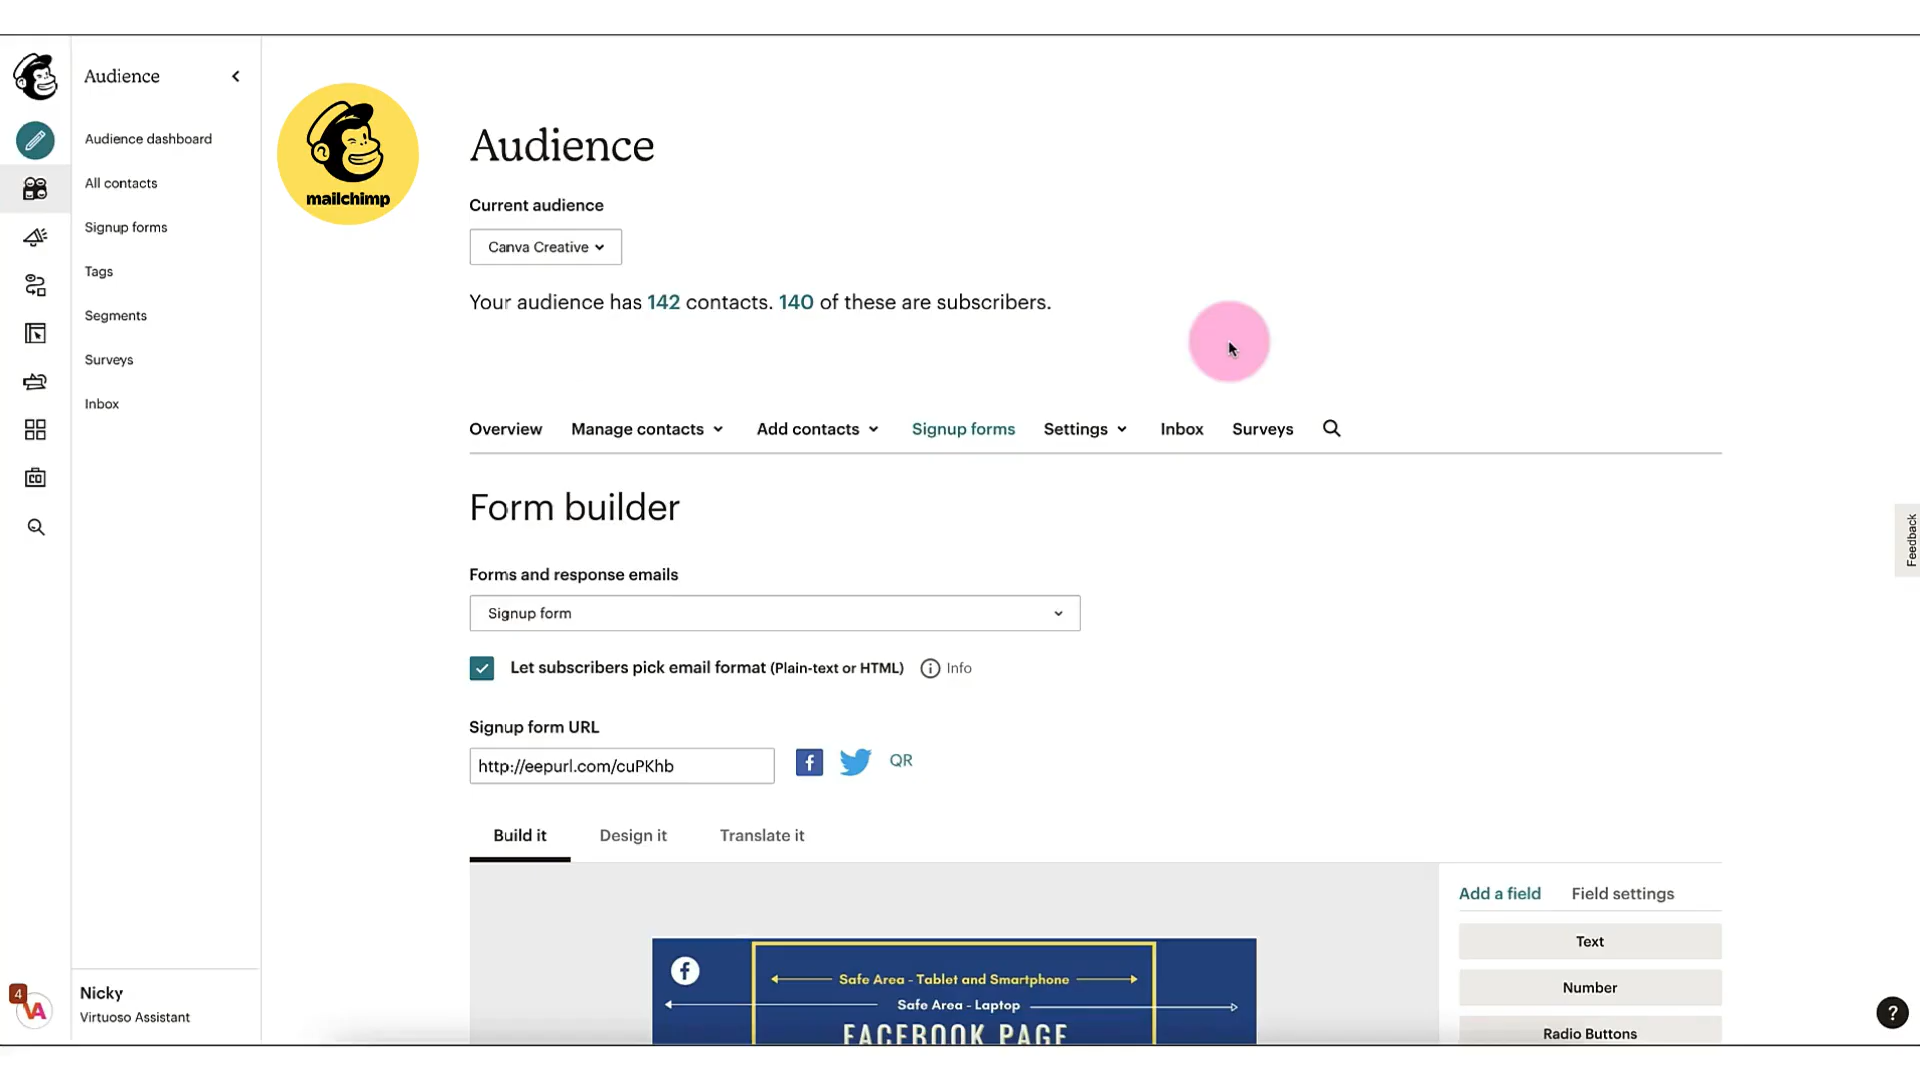 Audience
Audience dashboard
All contacts
Signup forms
Tags
Segments
Surveys
Inbox
4
VA
Nicky
Virtuoso Assistant
mailchimp
Audience
Current audience
Canva Creative
Your audience has 142 contacts. 140 of these are subscribers.
Overview Manage contacts Add contacts Signup forms Settings Inbox Surveys
Form builder
Forms and response emails
Signup form
Let subscribers pick email format (Plain-text or HTML) Info
Signup form URL
http://eepurl.com/cuPKhb QR
Build it Design it Translate it
Safe Area - Tablet and Smartphone
Safe Area - Laptop
FACEBOOK PAGE
Add a field Field settings
Text
Number
Radio Buttons
Feedback
?